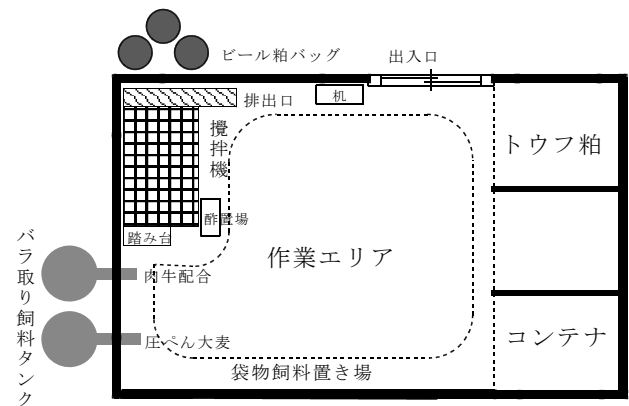 ビール粕バッグ
出入口
排出口
机
攪拌機
トウフ粕
酢置場
踏み台
作業エリア
バラ取り飼料タンク
肉牛配合
圧ぺん大麦
コンテナ
袋物飼料置き場